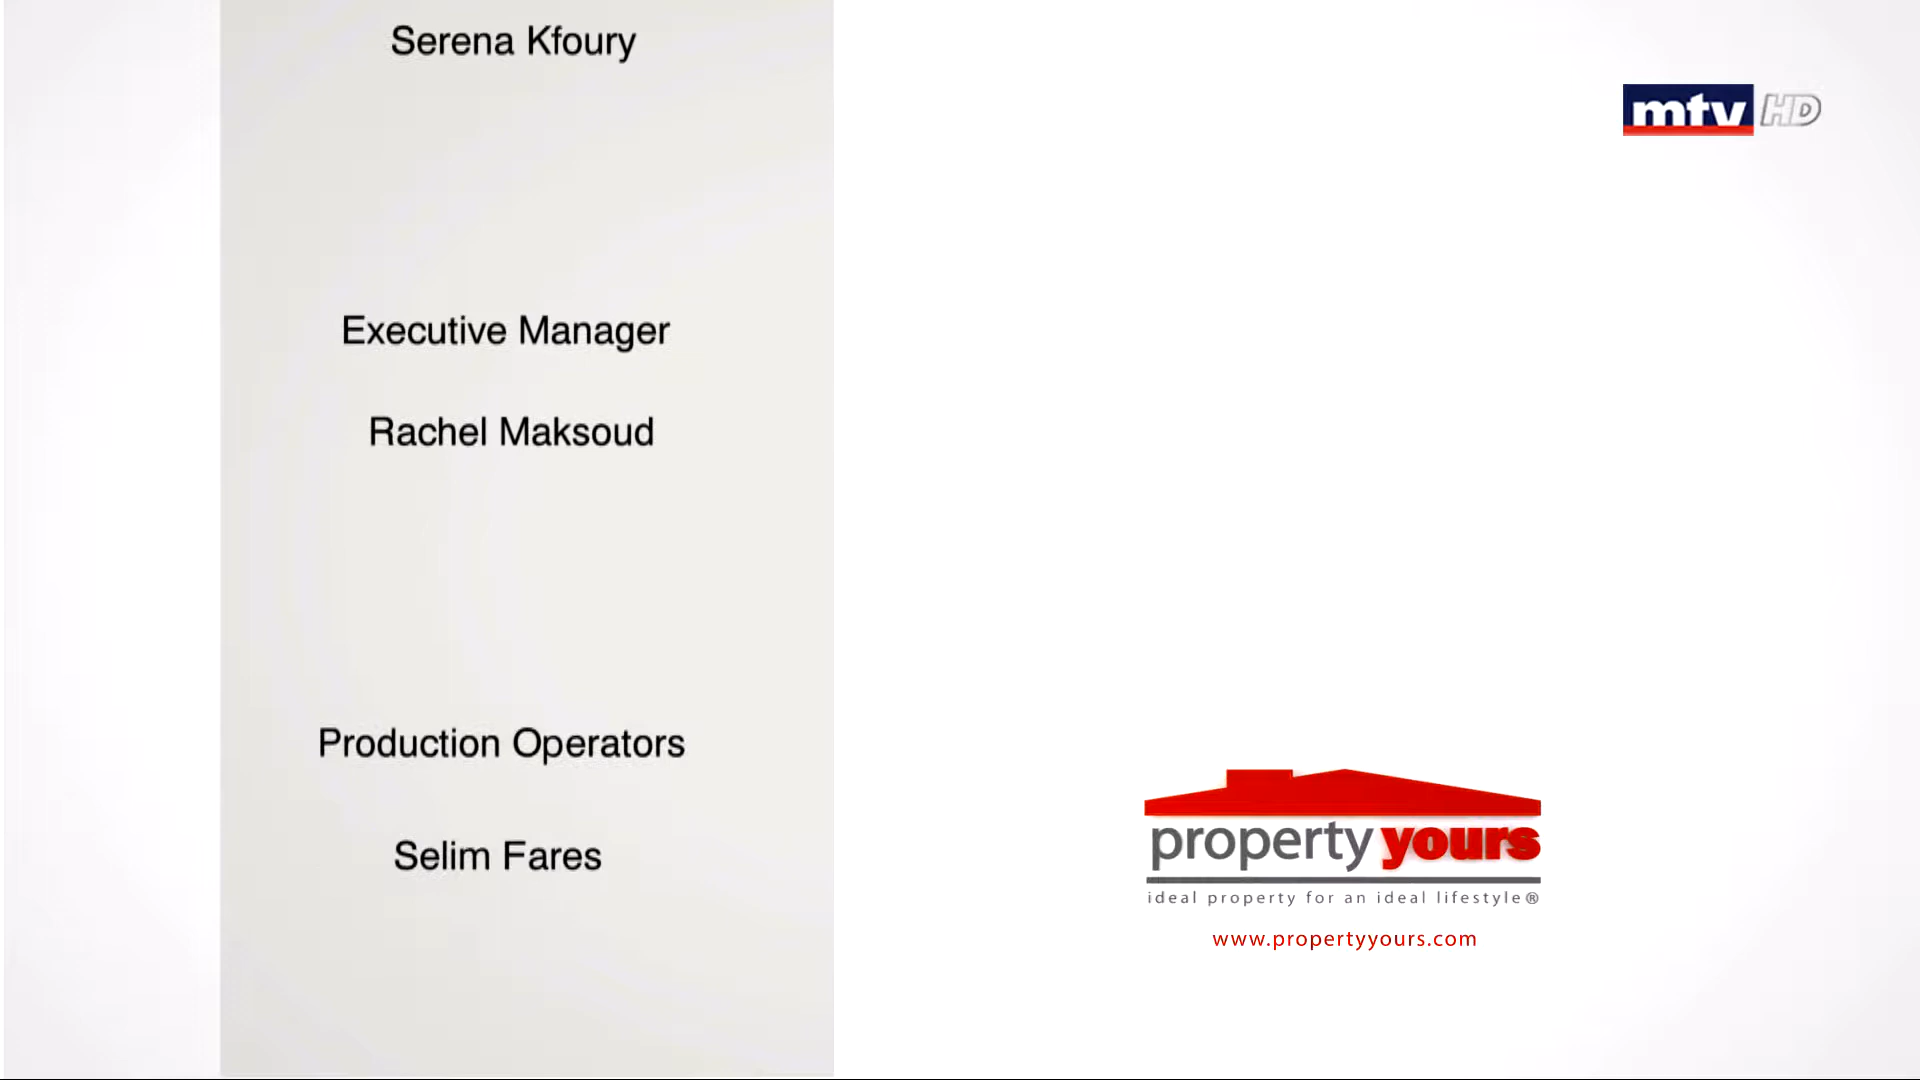 Serena Kfoury
mtv HD
Executive Manager
Rachel Maksoud
Production Operators
Selim Fares
property yours
ideal property for an ideal lifestyle®
www.propertyyours.com